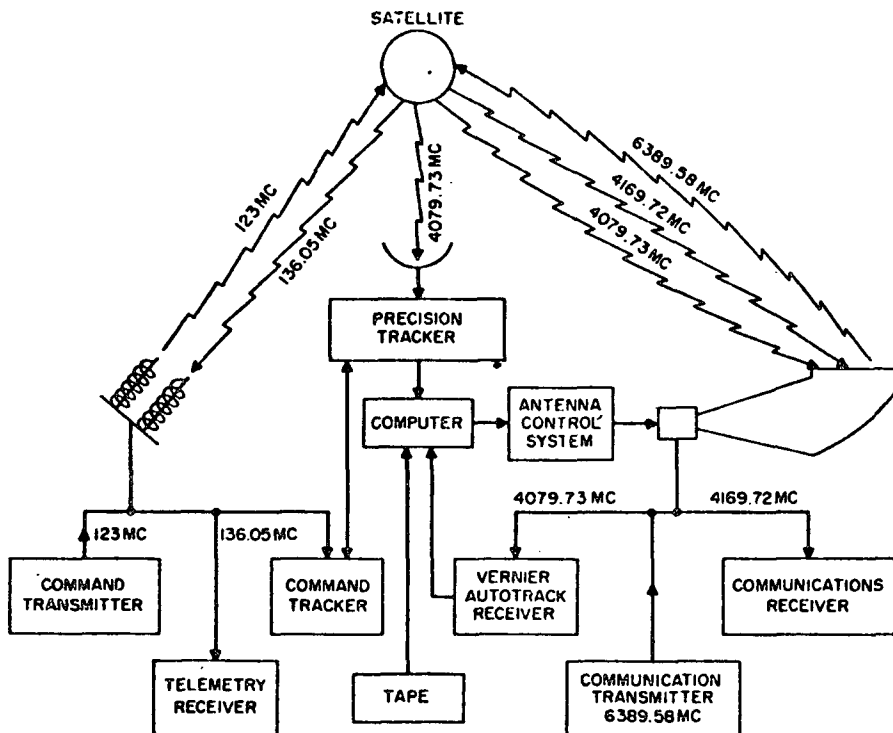 SATELLITE
123 MC
136.05 MC
4079.73 MC
6389.58 MC
4169.72 MC
4079.73 MC
PRECISION
TRACKER
COMPUTER
ANTENNA
CONTROL
SYSTEM
123 MC
136.05 MC
4079.73 MC
4169.72 MC
COMMAND
TRANSMITTER
COMMAND
TRACKER
VERNIER
AUTOTRACK
RECEIVER
COMMUNICATIONS
RECEIVER
TELEMETRY
RECEIVER
TAPE
COMMUNICATION
TRANSMITTER
6389.58 MC